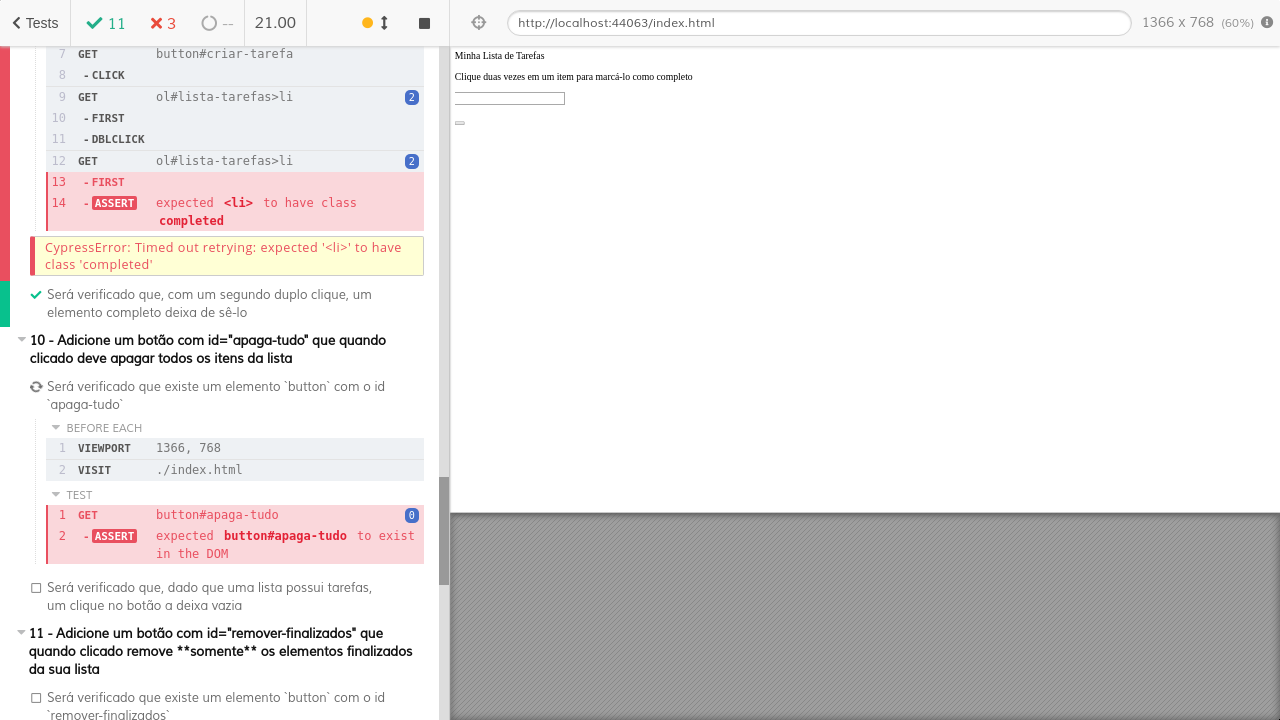 Tests
11
3
--
21.00
http://localhost:44063/index.html
1366 x 768 (60%)
7 GET button#criar-tarefa
8 -CLICK
9 GET ol#lista-tarefas>li 2
10 -FIRST
11 -DBLCLICK
12 GET ol#lista-tarefas>li 2
13 -FIRST
14 -ASSERT expected <li> to have class
completed
CypressError: Timed out retrying: expected '<li>' to have
class 'completed'
Será verificado que, com um segundo duplo clique, um
elemento completo deixa de sê-lo
10 - Adicione um botão com id="apaga-tudo" que quando
clicado deve apagar todos os itens da lista
Será verificado que existe um elemento `button` com o id
`apaga-tudo`
BEFORE EACH
1 VIEWPORT 1366, 768
2 VISIT ./index.html
TEST
1 GET button#apaga-tudo 0
2 -ASSERT expected button#apaga-tudo to exist
in the DOM
Será verificado que, dado que uma lista possui tarefas,
um clique no botão a deixa vazia
11 - Adicione um botão com id="remover-finalizados" que
quando clicado remove **somente** os elementos finalizados
da sua lista
Será verificado que existe um elemento `button` com o id
`remover-finalizados`
Minha Lista de Tarefas
Clique duas vezes em um item para marcá-lo como completo